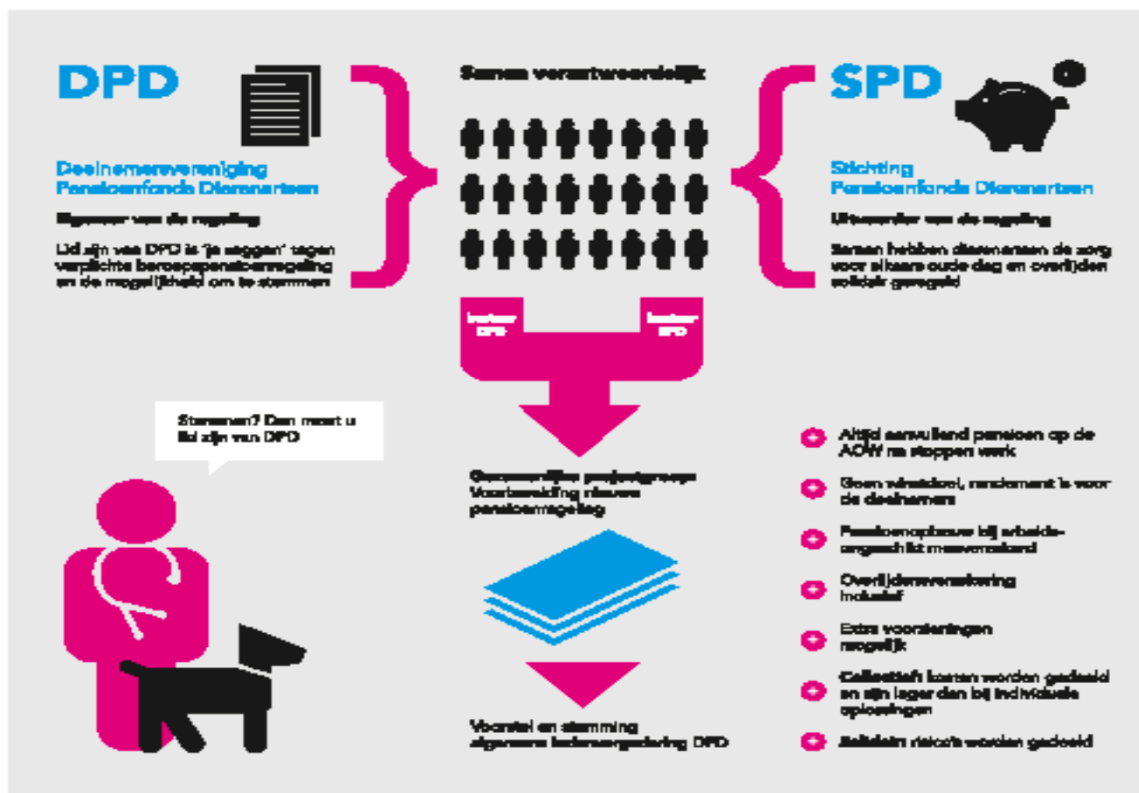 DPD
Deelnemersvereniging
Pensioenfonds Dierenartsen
Eigenaar van de regeling
Lid zijn van DPD is 'ja zeggen' tegen
verplichte beroepspensioenregeling
en de mogelijkheid om te stemmen
Samen verantwoordelijk
SPD
Stichting
Pensioenfonds Dierenartsen
Uitvoerder van de regeling
Samen hebben dierenartsen de zorg
voor elkaars oude dag en overlijden
solidair geregeld
bestuur
DPD
bestuur
SPD
Stemmen? Dan moet u
lid zijn van DPD
Gezamenlijke projectgroep
Voorbereiding nieuwe
pensioenregeling
Voorstel en stemming
algemene ledenvergadering DPD
Altijd aanvullend pensioen op de
AOW na stoppen werk
Geen winstdoel, rendement is voor
de deelnemers
Pensioenopbouw bij arbeids-
ongeschikt meeverzekerd
Overlijdensverzekering
inclusief
Extra voorzieningen
mogelijk
Collectief: kosten worden gedeeld
en zijn lager dan bij individuele
oplossingen
Solidair: risico's worden gedeeld